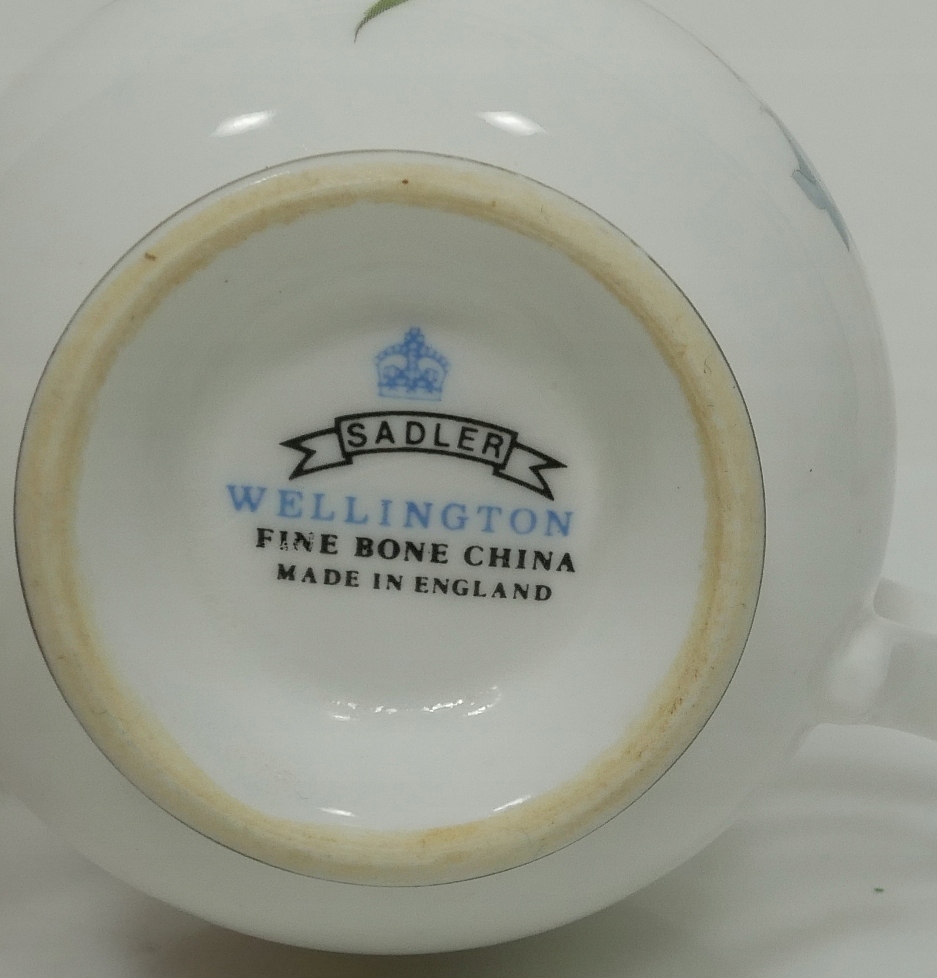 SADLER
WELLINGTON
FINE BONE CHINA
MADE IN ENGLAND